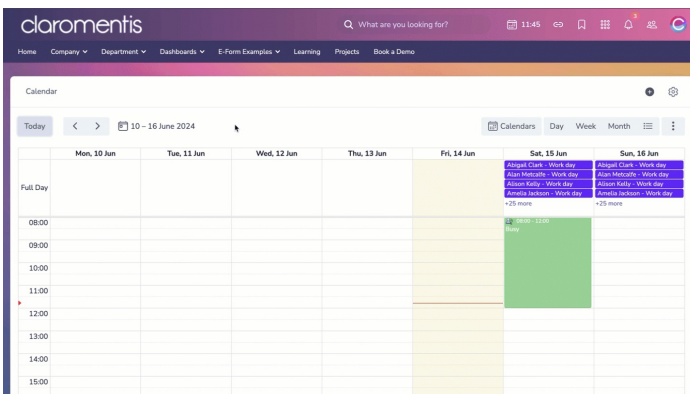 claromentis
What are you looking for?
11:45
3
Home Company Department Dashboards E-Form Examples Learning Projects Book a Demo
Calendar
Today 10 – 16 June 2024 Calendars Day Week Month
Mon, 10 Jun Tue, 11 Jun Wed, 12 Jun Thu, 13 Jun Fri, 14 Jun Sat, 15 Jun Sun, 16 Jun
Full Day
Abigail Clark - Work day Abigail Clark - Work day
Alan Metcalfe - Work day Alan Metcalfe - Work day
Alison Kelly - Work day Alison Kelly - Work day
Amelia Jackson - Work day Amelia Jackson - Work day
+25 more +25 more
08:00
Busy
09:00
10:00
11:00
12:00
13:00
14:00
15:00